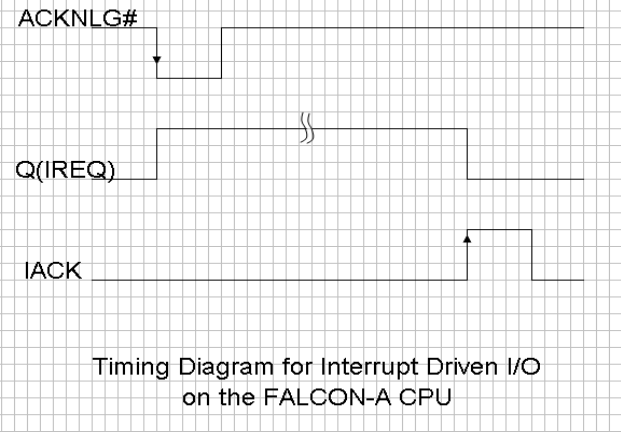 ACKNLG#
Q(IREQ)
IACK
Timing Diagram for Interrupt Driven I/O
on the FALCON-A CPU